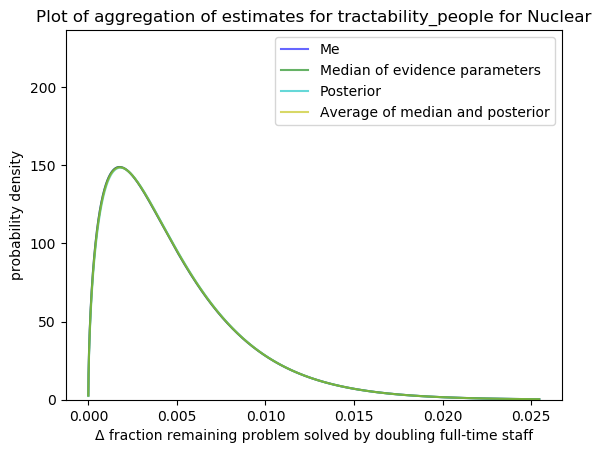 Plot of aggregation of estimates for tractability_people for Nuclear
Me
Median of evidence parameters
Posterior
Average of median and posterior
probability density
200
150
100
50
0
0.000 0.005 0.010 0.015 0.020 0.025
Δ fraction remaining problem solved by doubling full-time staff